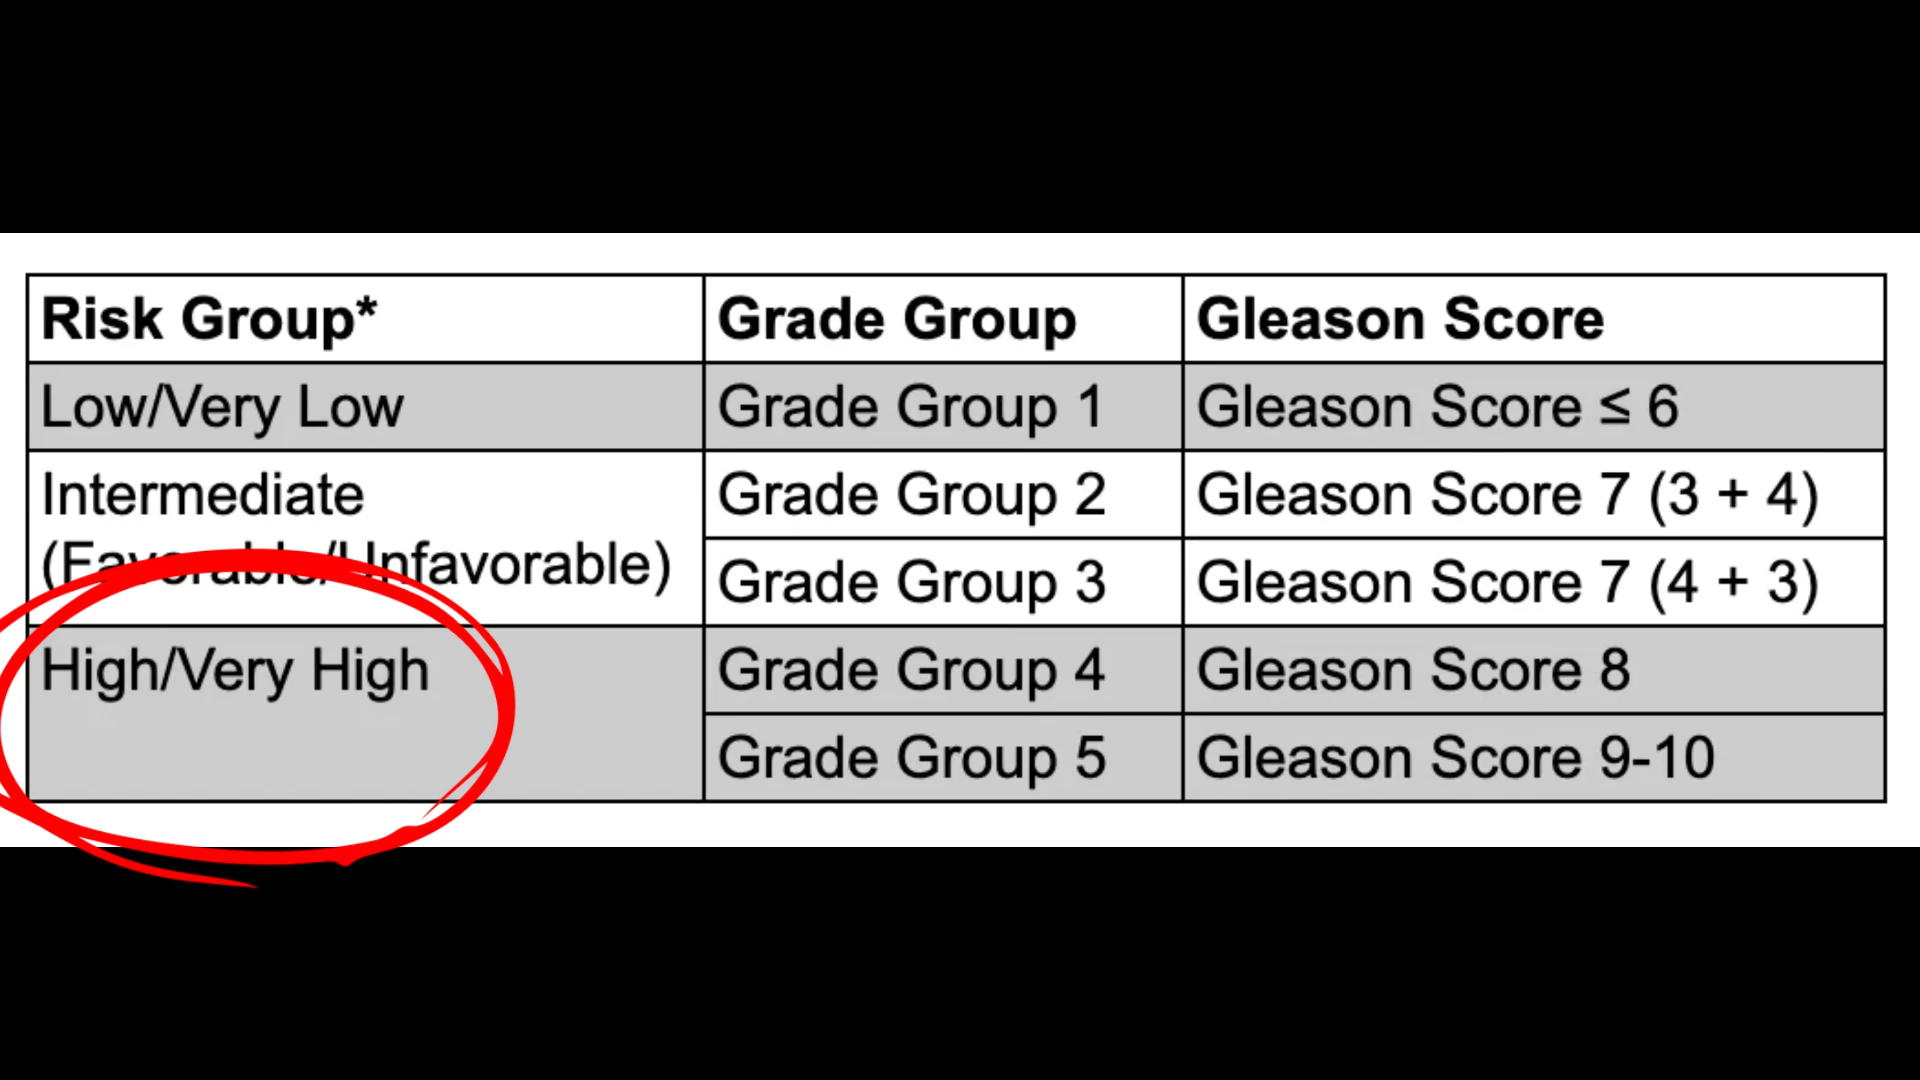 Risk Group* Grade Group Gleason Score
Low/Very Low Grade Group 1 Gleason Score ≤ 6
Intermediate Grade Group 2 Gleason Score 7 (3 + 4)
(Favorable/Unfavorable) Grade Group 3 Gleason Score 7 (4 + 3)
High/Very High Grade Group 4 Gleason Score 8
Grade Group 5 Gleason Score 9-10